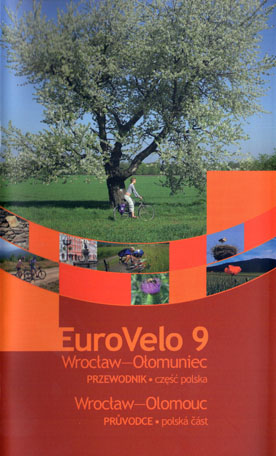 EuroVelo 9
Wrocław—Ołomuniec
PRZEWODNIK • część polska
Wrocław—Olomouc
PRŮVODCE • polská část